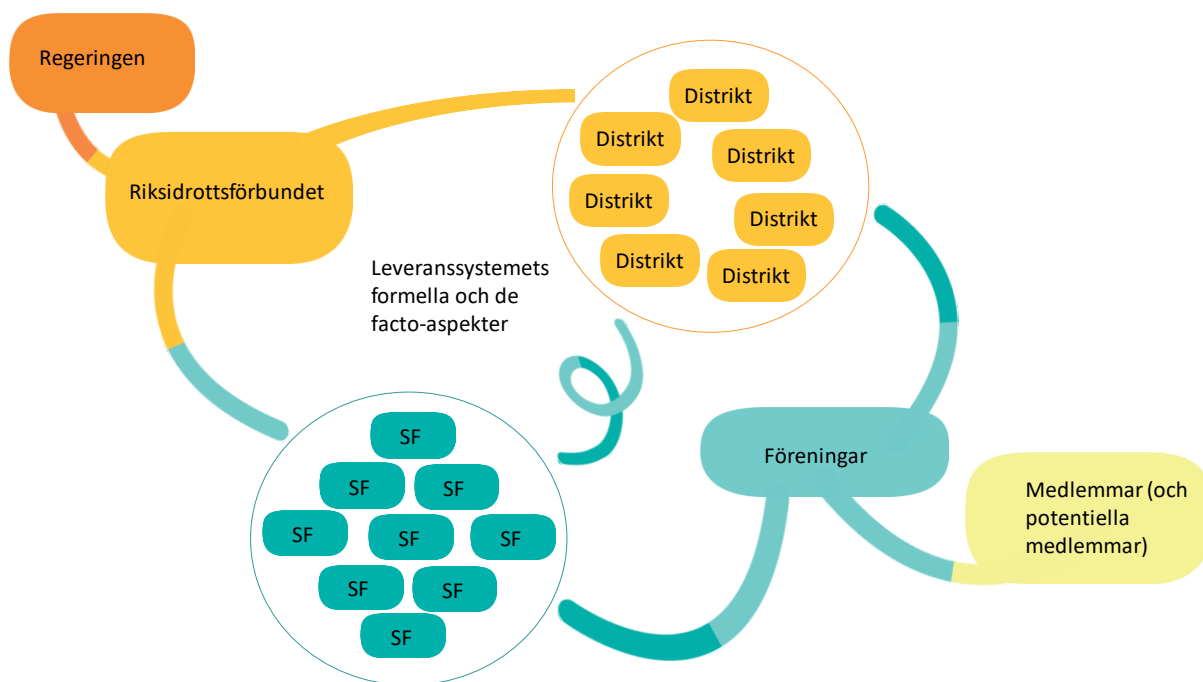 Regeringen
Riksidrottsförbundet
Distrikt
Distrikt
Distrikt
Distrikt
Distrikt
Distrikt
Distrikt
Leveranssystemets
formella och de
facto-aspekter
SF
SF
SF
SF
SF
SF
SF
SF
SF
Föreningar
Medlemmar (och
potentiella
medlemmar)